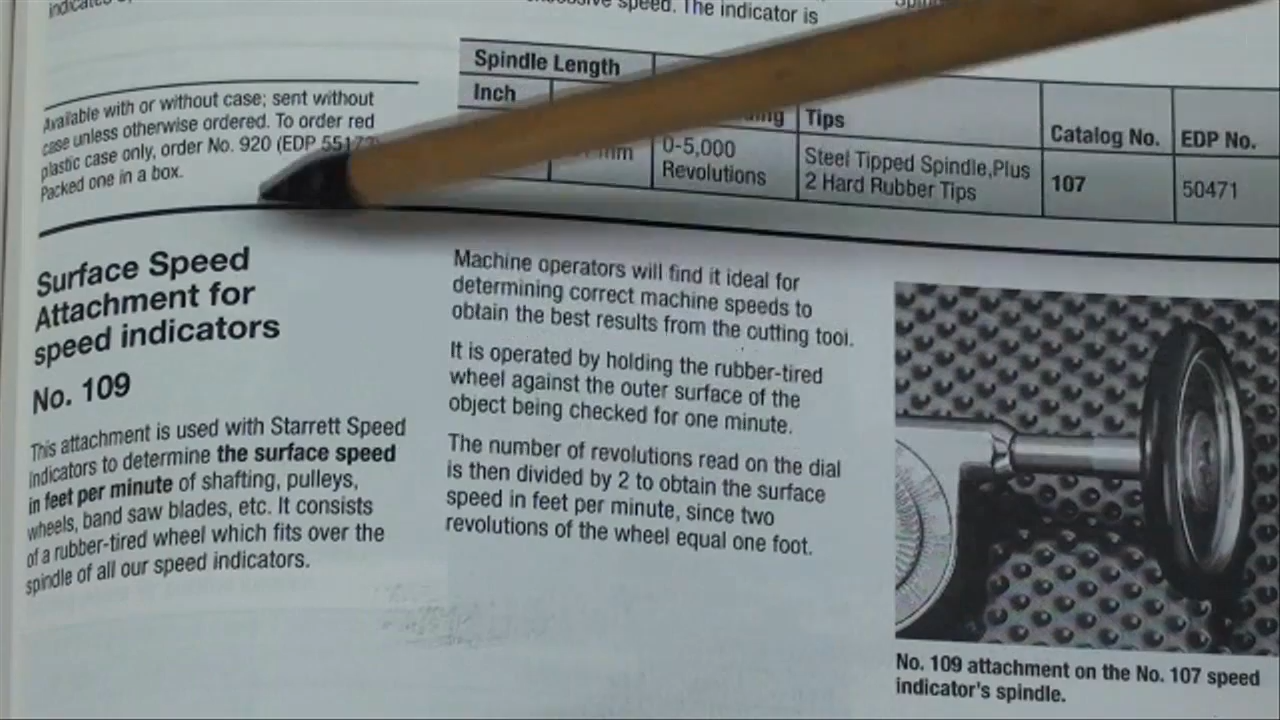 speed. The indicator is
Available with or without case; sent without
case unless otherwise ordered. To order red
plastic case only, order No. 920 (EDP
Packed one in a box.
Spindle Length
Inch
Tips
Catalog No.
EDP No.
mm
0-5,000
Revolutions
Steel Tipped Spindle,Plus
2 Hard Rubber Tips
107
50471
Surface Speed
Attachment for
speed indicators
No. 109
This attachment is used with Starrett Speed
Indicators to determine the surface speed
in feet per minute of shafting, pulleys,
wheels, band saw blades, etc. It consists
of a rubber-tired wheel which fits over the
spindle of all our speed indicators.
Machine operators will find it ideal for
determining correct machine speeds to
obtain the best results from the cutting tool.
It is operated by holding the rubber-tired
wheel against the outer surface of the
object being checked for one minute.
The number of revolutions read on the dial
is then divided by 2 to obtain the surface
speed in feet per minute, since two
revolutions of the wheel equal one foot.
No. 109 attachment on the No. 107 speed
indicator's spindle.